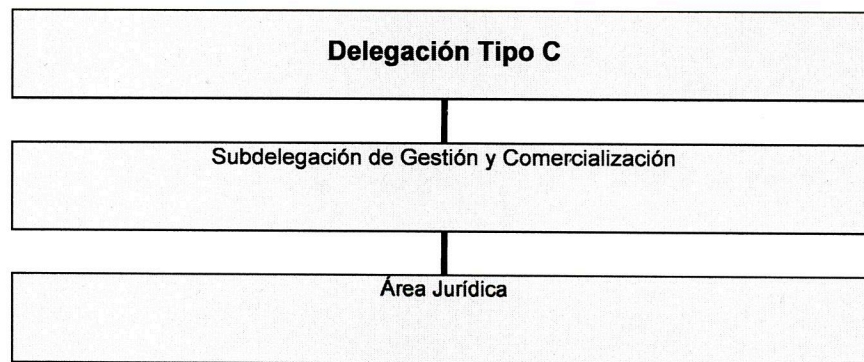 Delegación Tipo C
Subdelegación de Gestión y Comercialización
Área Jurídica